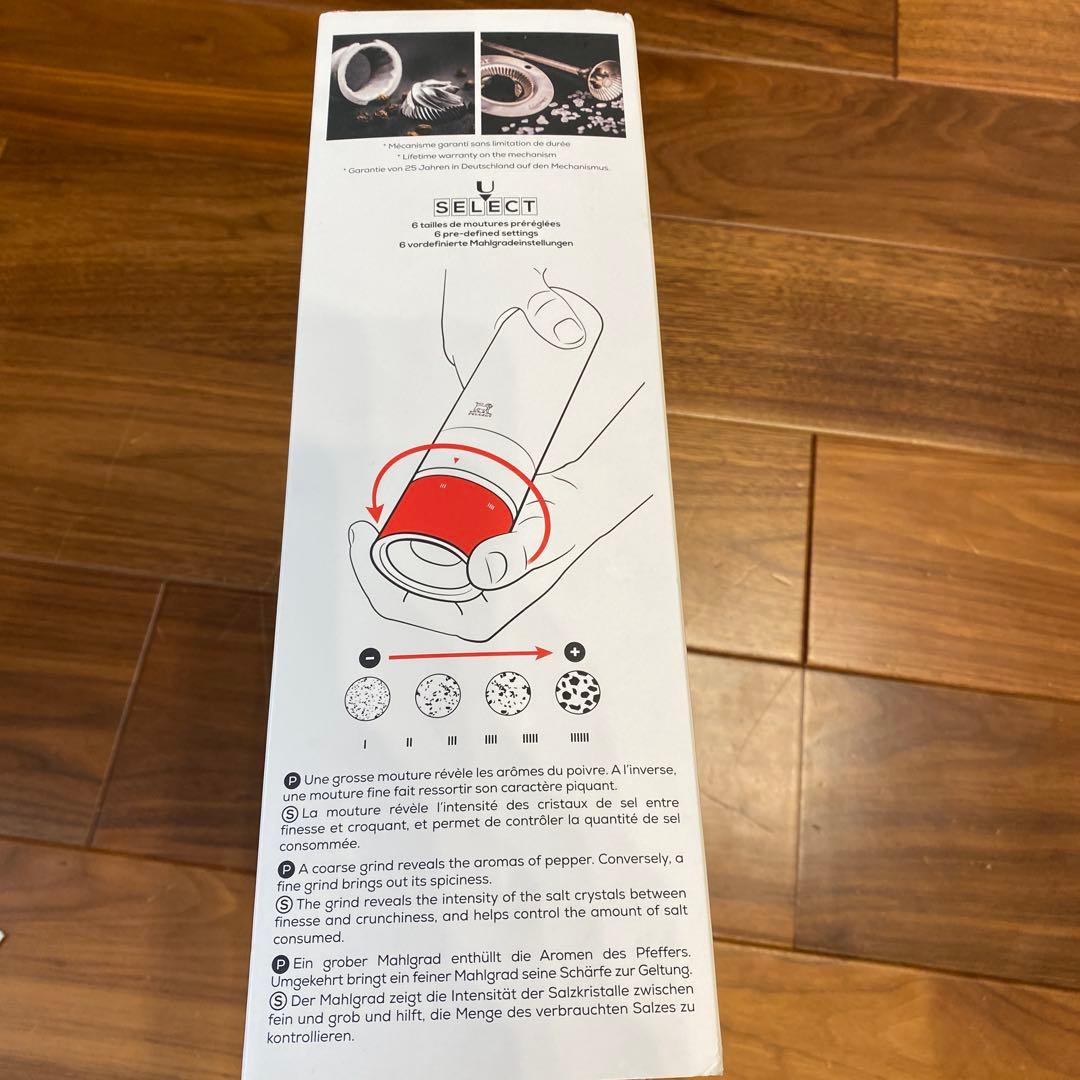 * Mécanisme garanti sans limitation de durée
* Lifetime warranty on the mechanism
* Garantie von 25 Jahren in Deutschland auf den Mechanismus.
U
SELECT
6 tailles de moutures préréglées
6 pre-defined settings
6 vordefinierte Mahlgradeinstellungen
PEUGEOT
III
IIII
- +
I II III IIII IIIII IIIIII
P Une grosse mouture révèle les arômes du poivre. A l'inverse,
une mouture fine fait ressortir son caractère piquant.
S La mouture révèle l'intensité des cristaux de sel entre
finesse et croquant, et permet de contrôler la quantité de sel
consommée.
P A coarse grind reveals the aromas of pepper. Conversely, a
fine grind brings out its spiciness.
S The grind reveals the intensity of the salt crystals between
finesse and crunchiness, and helps control the amount of salt
consumed.
P Ein grober Mahlgrad enthüllt die Aromen des Pfeffers.
Umgekehrt bringt ein feiner Mahlgrad seine Schärfe zur Geltung.
S Der Mahlgrad zeigt die Intensität der Salzkristalle zwischen
fein und grob und hilft, die Menge des verbrauchten Salzes zu
kontrollieren.